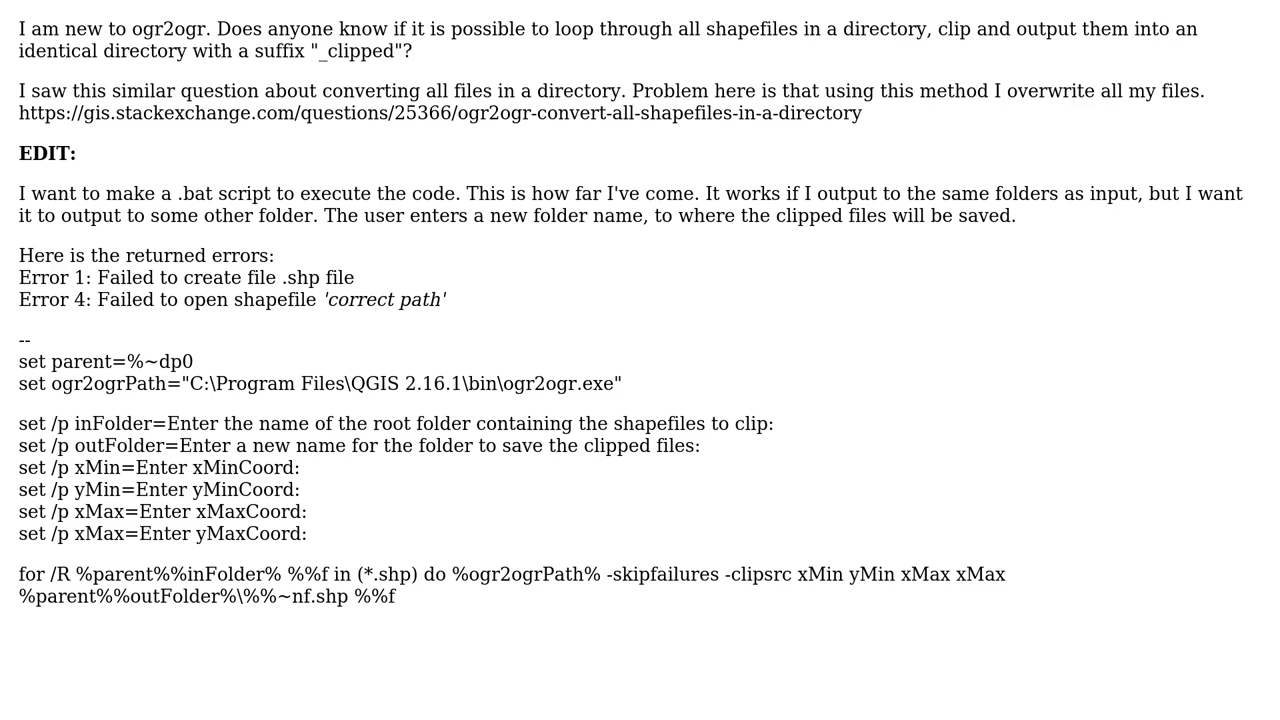 I am new to ogr2ogr. Does anyone know if it is possible to loop through all shapefiles in a directory, clip and output them into an
identical directory with a suffix "_clipped"?
I saw this similar question about converting all files in a directory. Problem here is that using this method I overwrite all my files.
https://gis.stackexchange.com/questions/25366/ogr2ogr-convert-all-shapefiles-in-a-directory
EDIT:
I want to make a .bat script to execute the code. This is how far I've come. It works if I output to the same folders as input, but I want
it to output to some other folder. The user enters a new folder name, to where the clipped files will be saved.
Here is the returned errors:
Error 1: Failed to create file .shp file
Error 4: Failed to open shapefile 'correct path'
--
set parent=%~dp0
set ogr2ogrPath="C:\Program Files\QGIS 2.16.1\bin\ogr2ogr.exe"
set /p inFolder=Enter the name of the root folder containing the shapefiles to clip:
set /p outFolder=Enter a new name for the folder to save the clipped files:
set /p xMin=Enter xMinCoord:
set /p yMin=Enter yMinCoord:
set /p xMax=Enter xMaxCoord:
set /p xMax=Enter yMaxCoord:
for /R %parent%%inFolder% %%f in (*.shp) do %ogr2ogrPath% -skipfailures -clipsrc xMin yMin xMax xMax
%parent%%outFolder%\%%~nf.shp %%f